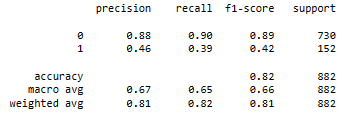 precision recall f1-score support
0 0.88 0.90 0.89 730
1 0.46 0.39 0.42 152
accuracy 0.82 882
macro avg 0.67 0.65 0.66 882
weighted avg 0.81 0.82 0.81 882